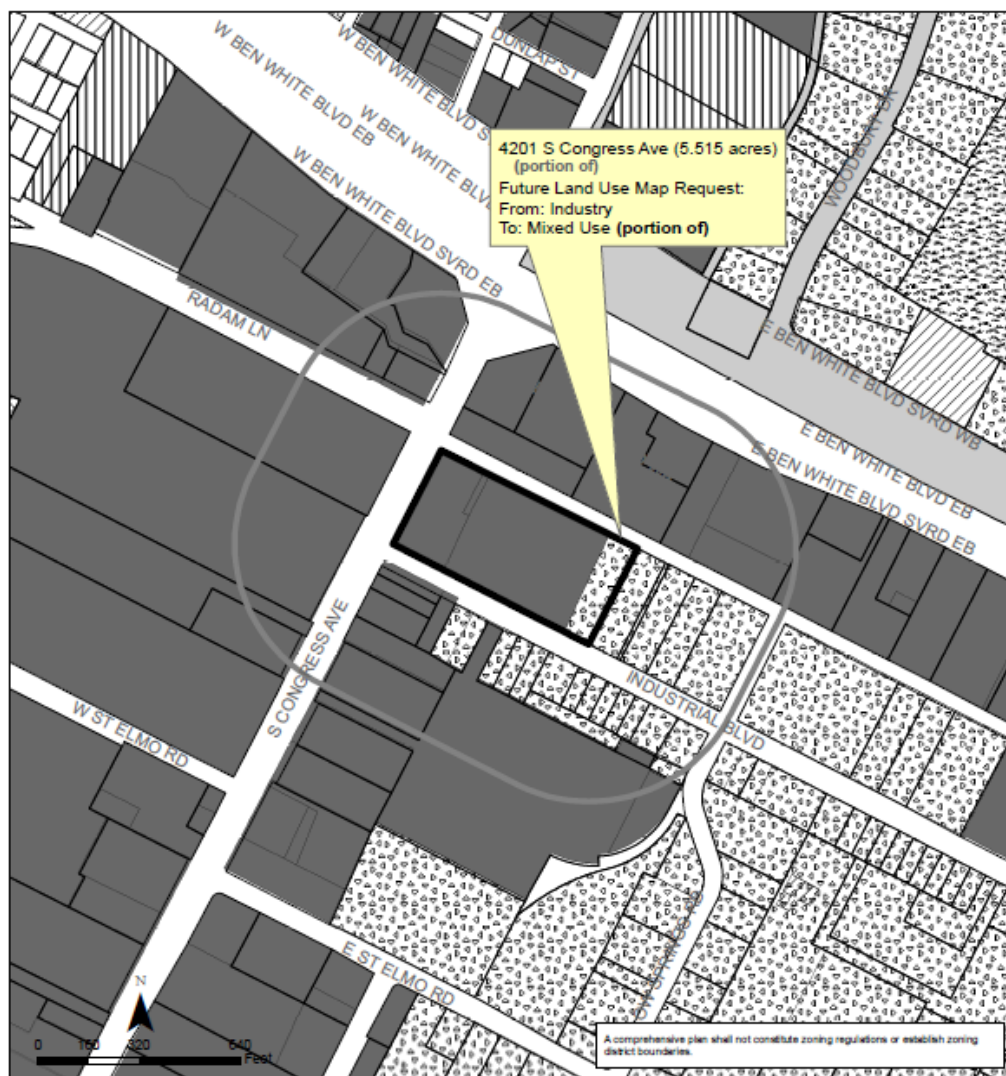 W BEN WHITE BLVD EB
DUNLAP ST
W BEN WHITE BLVD EB
W BEN WHITE BLVD SVRD EB
WOODBURY DR
4201 S Congress Ave (5.515 acres)
(portion of)
Future Land Use Map Request:
From: Industry
To: Mixed Use (portion of)
RADAM LN
E BEN WHITE BLVD SVRD WB
E BEN WHITE BLVD EB
E BEN WHITE BLVD SVRD EB
S CONGRESS AVE
INDUSTRIAL BLVD
W ST ELMO RD
E ST ELMO RD
N
0 160 320 640
Feet
A comprehensive plan shall not constitute zoning regulations or establish zoning
district boundaries.